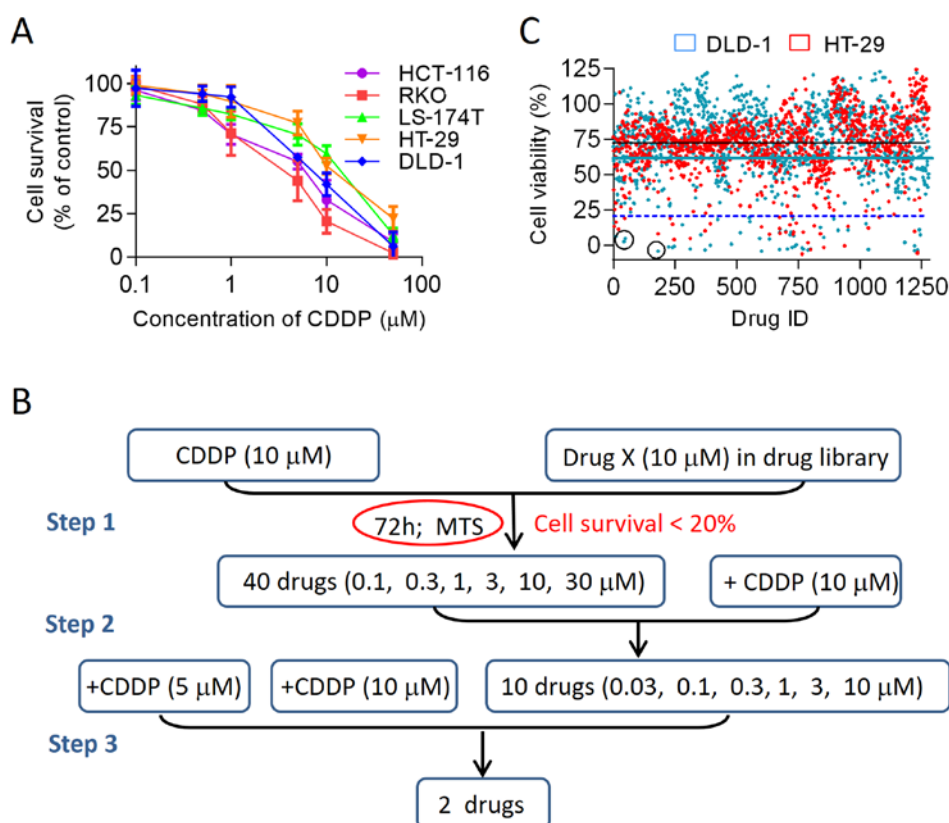 A
Cell survival
(% of control)
100
75
50
25
0
0.1
1
10
100
Concentration of CDDP (μM)
HCT-116
RKO
LS-174T
HT-29
DLD-1
C
DLD-1
HT-29
Cell viability (%)
125
100
75
50
25
0
0
250
500
750
1000
1250
Drug ID
B
CDDP (10 μM)
Drug X (10 μM) in drug library
Step 1
72h; MTS
Cell survival < 20%
40 drugs (0.1, 0.3, 1, 3, 10, 30 μM)
+ CDDP (10 μM)
Step 2
+CDDP (5 μM)
+CDDP (10 μM)
10 drugs (0.03, 0.1, 0.3, 1, 3, 10 μM)
Step 3
2 drugs